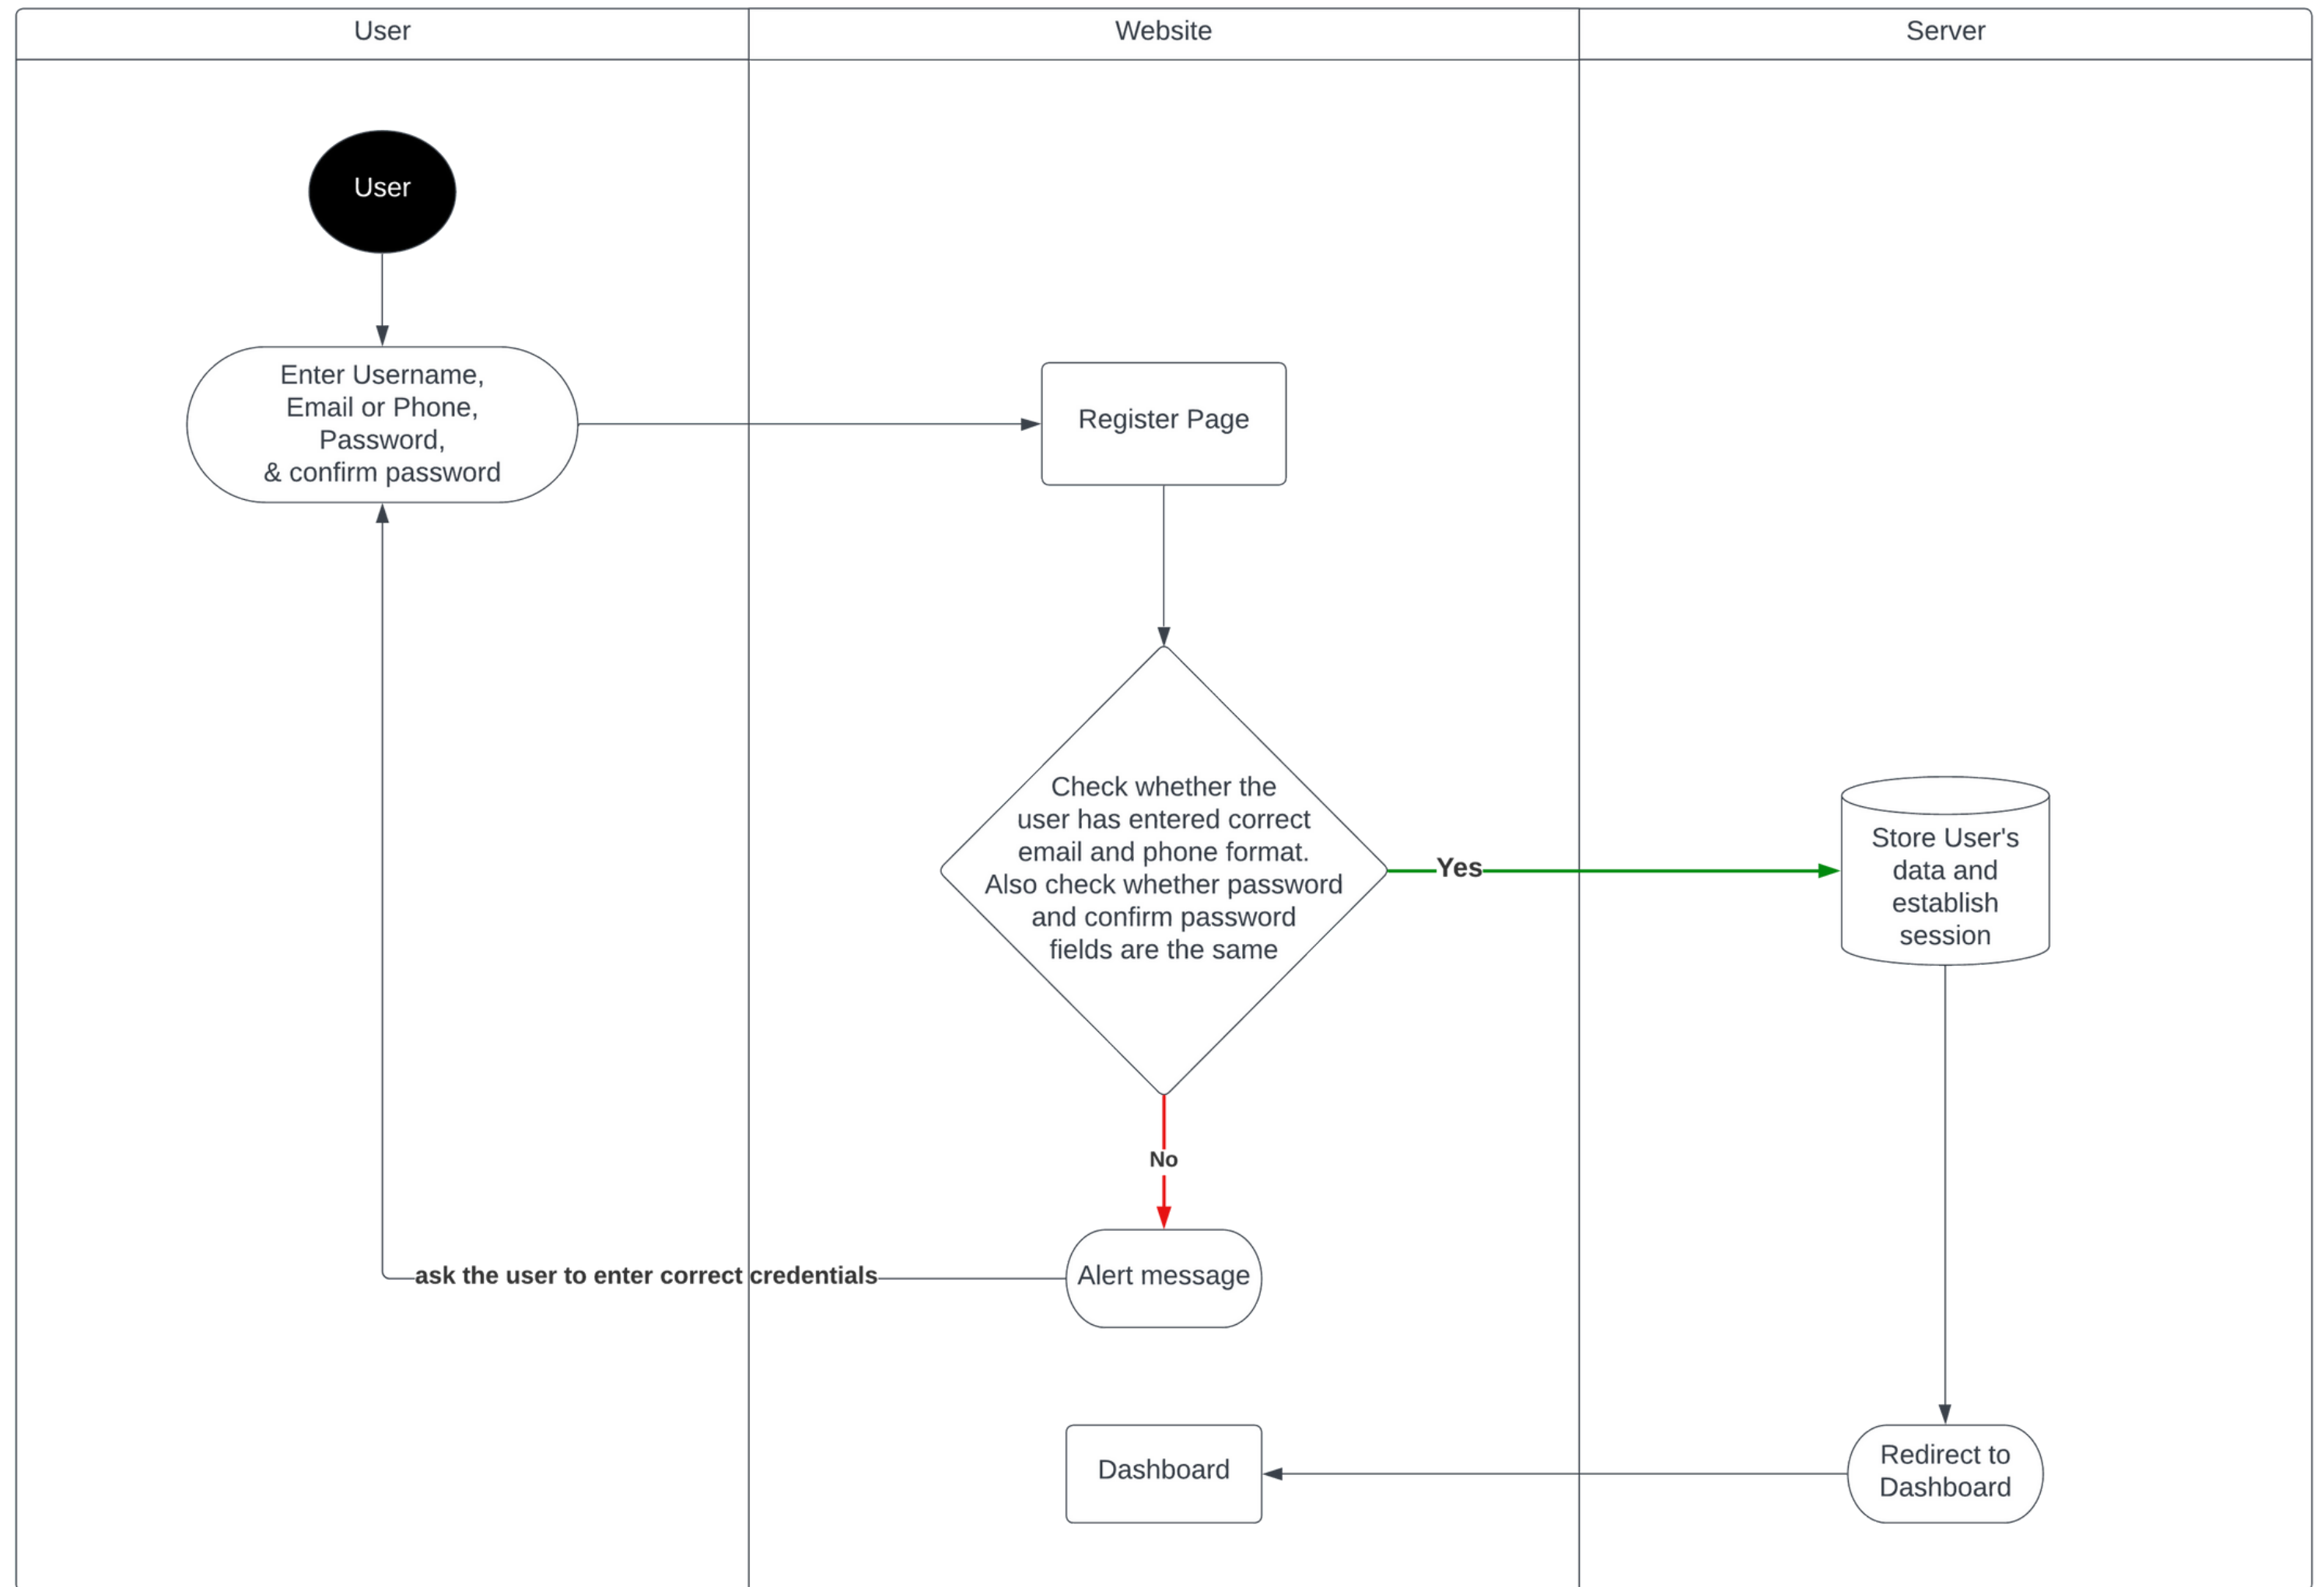 User
Website
Server
User
Enter Username,
Email or Phone,
Password,
& confirm password
Register Page
Check whether the
user has entered correct
email and phone format.
Also check whether password
and confirm password
fields are the same
Yes
Store User's
data and
establish
session
No
ask the user to enter correct credentials
Alert message
Dashboard
Redirect to
Dashboard